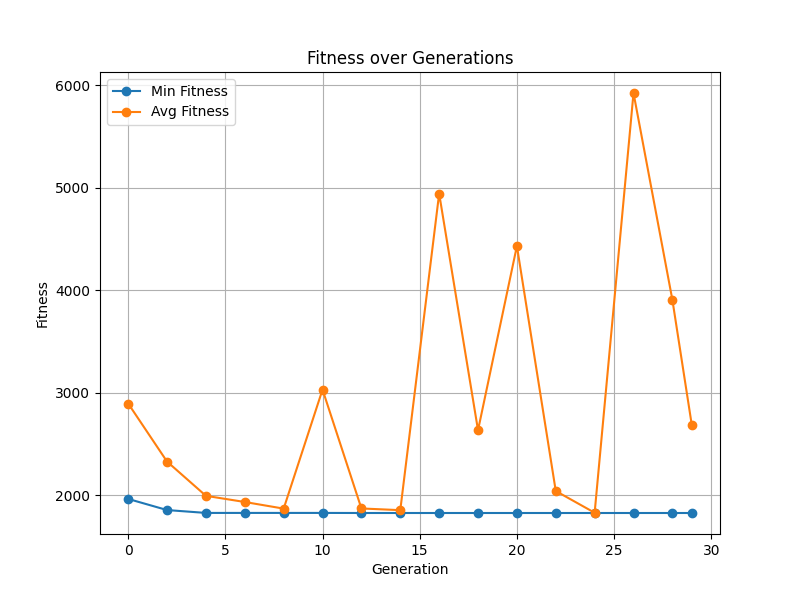 Fitness over Generations
Min Fitness
Avg Fitness
6000
5000
4000
3000
2000
Fitness
0 5 10 15 20 25 30
Generation